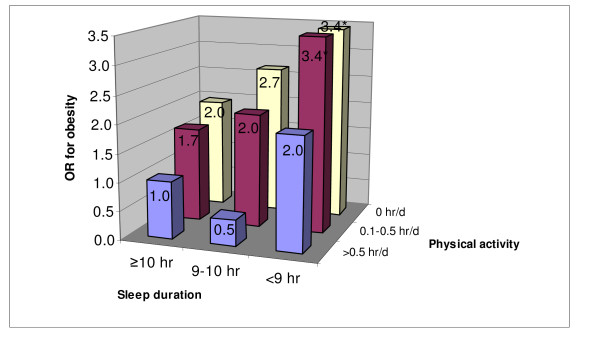 3.4*
3.5
3.4*
3.0
2.7
2.5
2.0
2.0
1.7
2.0
2.0
1.5
1.0
1.0
0.5
0.5
0.0
OR for obesity
0 hr/d
0.1-0.5 hr/d
>0.5 hr/d
Physical activity
≥10 hr
9-10 hr
<9 hr
Sleep duration